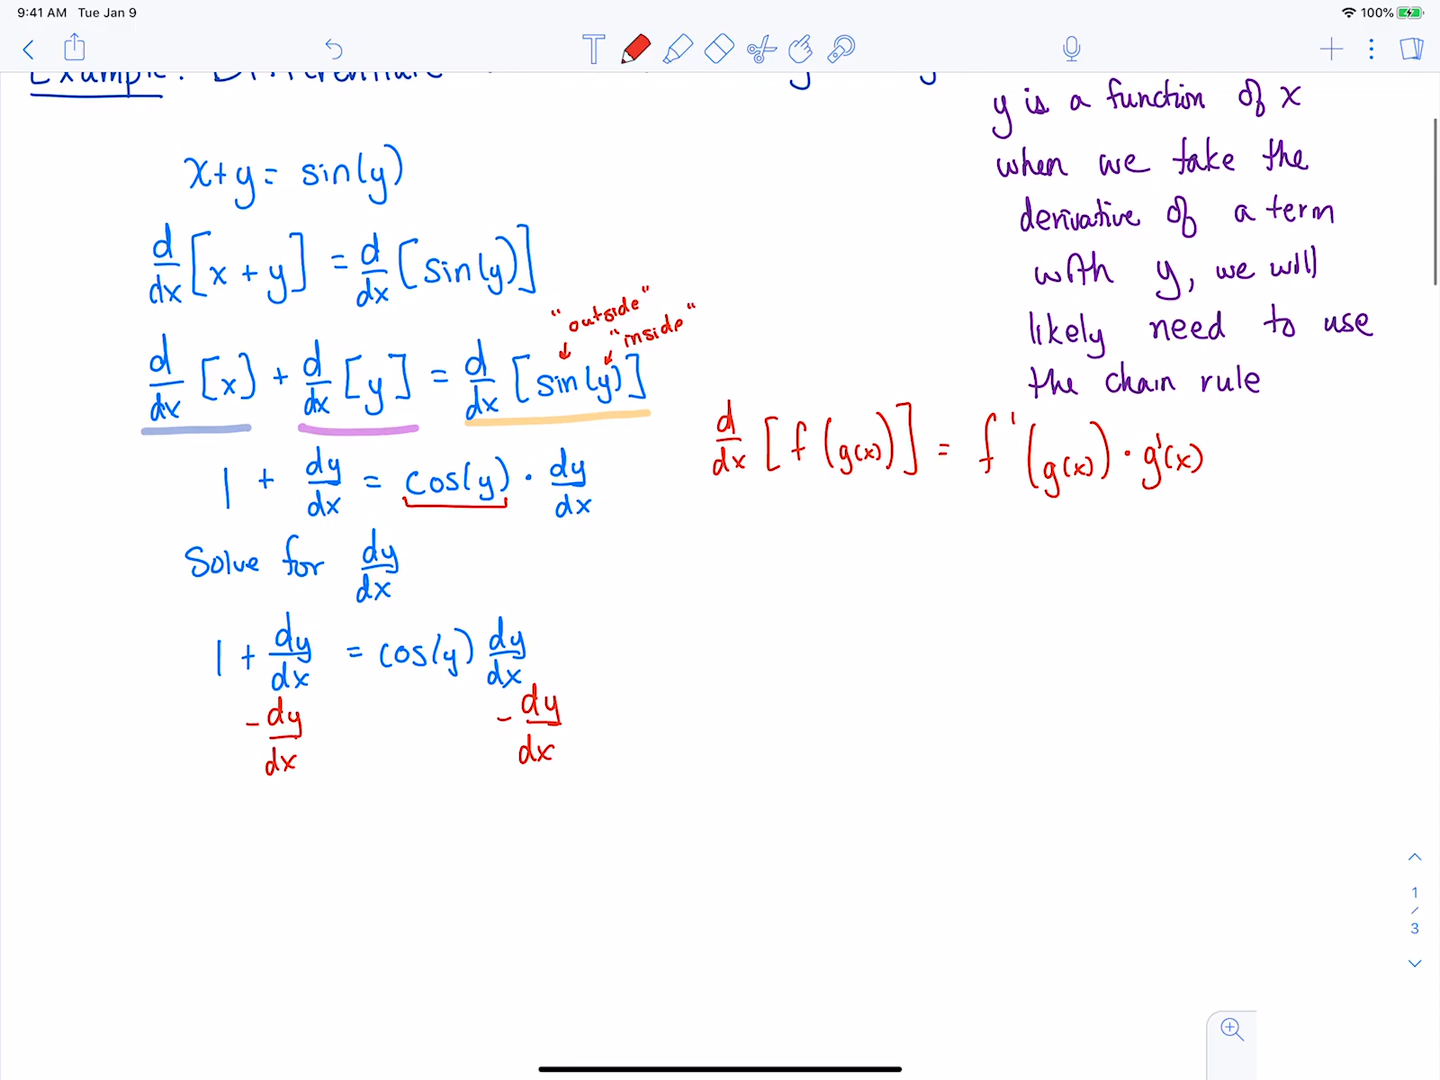 9:41 AM Tue Jan 9
100%
T
Example: Differentiate
y is a function of x
when we take the
derivative of a term
with y, we will
likely need to use
the chain rule
x+y = sin(y)
d/dx [x + y] = d/dx [sin(y)]
"outside"
"inside"
d/dx [x] + d/dx [y] = d/dx [sin(y)]
d/dx [f(g(x))] = f'(g(x)) · g'(x)
1 + dy/dx = cos(y) · dy/dx
Solve for dy/dx
1 + dy/dx = cos(y) dy/dx
- dy/dx - dy/dx
1
/
3